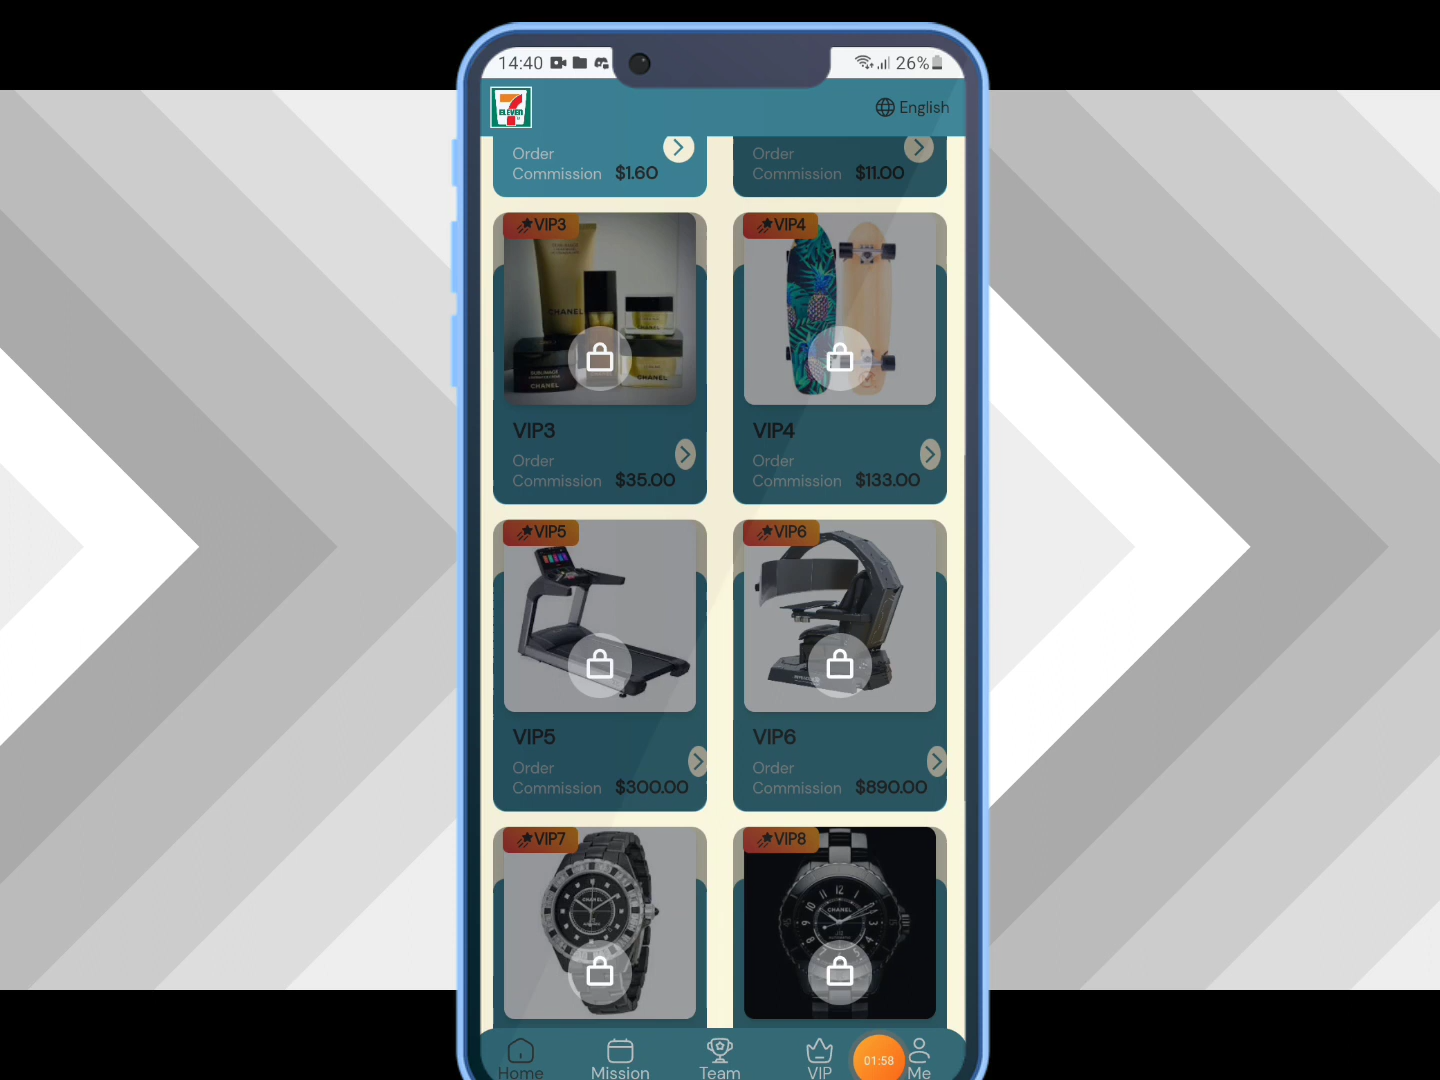 14:40
26%
7
ELEVEN
English
Order
Commission $1.60
Order
Commission $11.00
VIP3
CHANEL
CHANEL
CHANEL
VIP3
Order
Commission $35.00
VIP4
VIP4
Order
Commission $133.00
VIP5
VIP5
Order
Commission $300.00
VIP6
VIP6
Order
Commission $890.00
VIP7
VIP8
12
CHANEL
Home
Mission
Team
VIP
01:58
Me